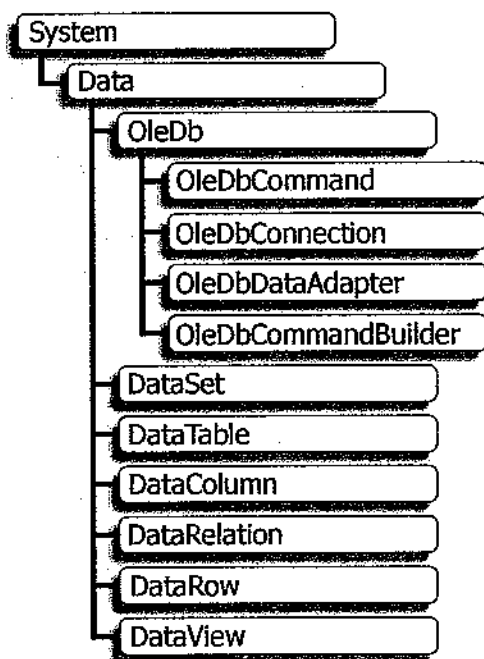 System
Data
OleDb
OleDbCommand
OleDbConnection
OleDbDataAdapter
OleDbCommandBuilder
DataSet
DataTable
DataColumn
DataRelation
DataRow
DataView